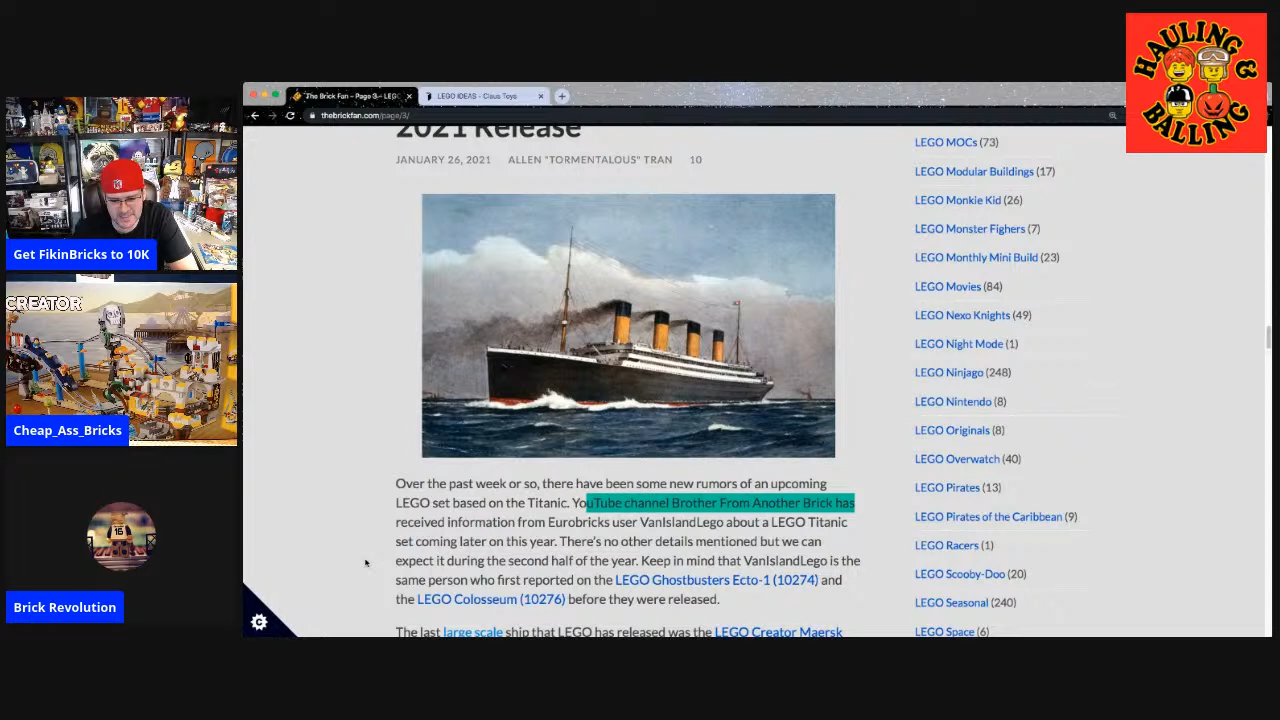 HAULING &
BALLING
Get FikinBricks to 10K
CREATOR
Cheap_Ass_Bricks
Brick Revolution
The Brick Fan - Page 3 - LEG
LEGO IDEAS - Claus Toys
thebrickfan.com/page/3/
2021 Release
JANUARY 26, 2021 ALLEN "TORMENTALOUS" TRAN 10
Over the past week or so, there have been some new rumors of an upcoming
LEGO set based on the Titanic. YouTube channel Brother From Another Brick has
received information from Eurobricks user VanIslandLego about a LEGO Titanic
set coming later on this year. There's no other details mentioned but we can
expect it during the second half of the year. Keep in mind that VanIslandLego is the
same person who first reported on the LEGO Ghostbusters Ecto-1 (10274) and
the LEGO Colosseum (10276) before they were released.
The last large scale ship that LEGO has released was the LEGO Creator Maersk
LEGO MOCs (73)
LEGO Modular Buildings (17)
LEGO Monkie Kid (26)
LEGO Monster Fighers (7)
LEGO Monthly Mini Build (23)
LEGO Movies (84)
LEGO Nexo Knights (49)
LEGO Night Mode (1)
LEGO Ninjago (248)
LEGO Nintendo (8)
LEGO Originals (8)
LEGO Overwatch (40)
LEGO Pirates (13)
LEGO Pirates of the Caribbean (9)
LEGO Racers (1)
LEGO Scooby-Doo (20)
LEGO Seasonal (240)
LEGO Space (6)